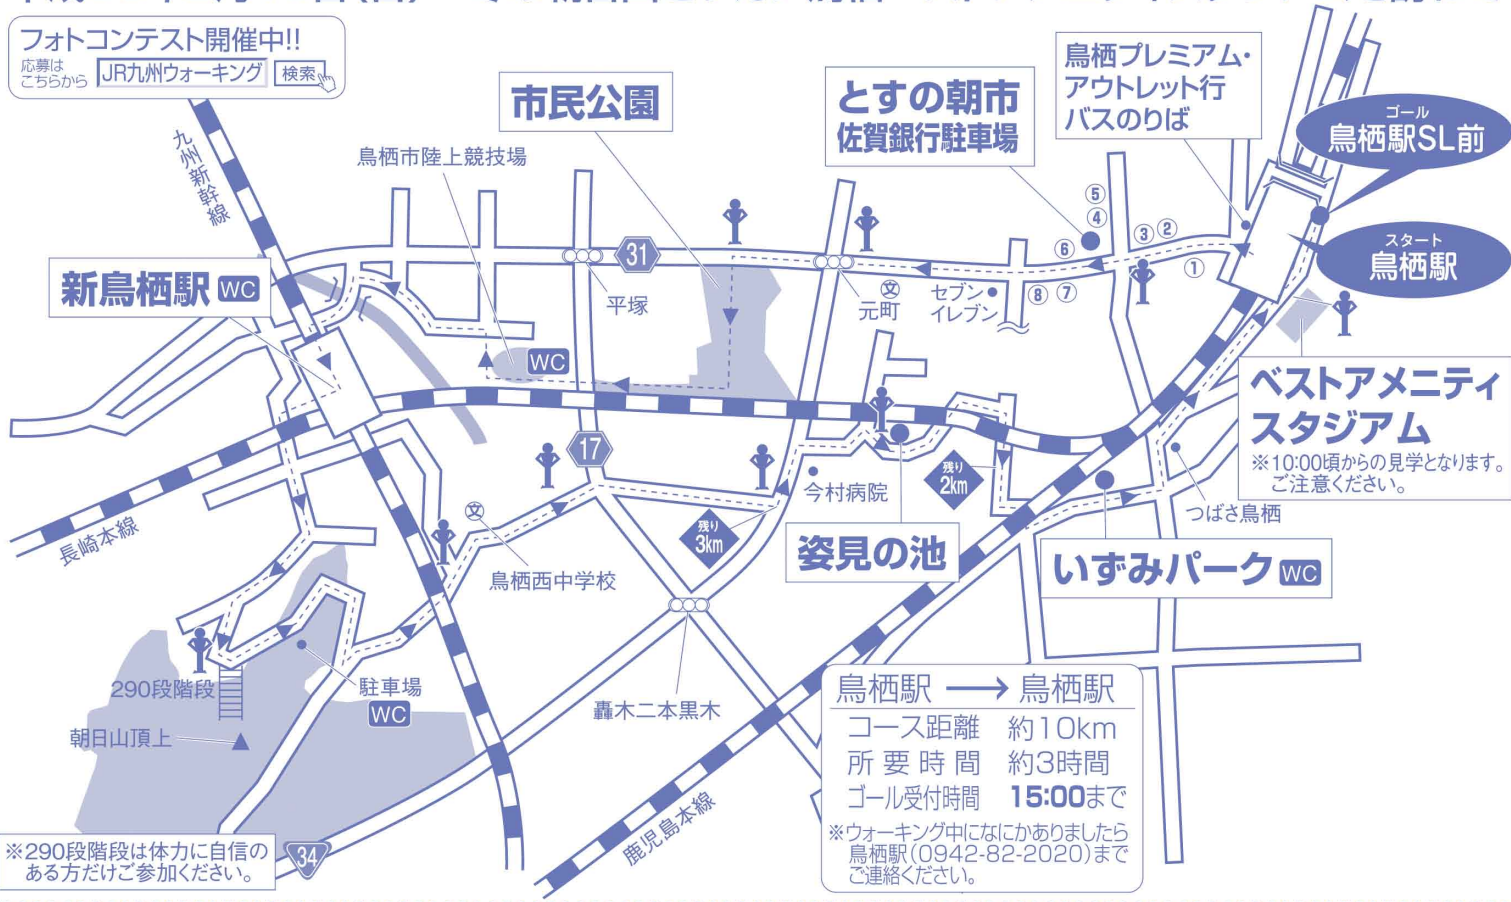 フォトコンテスト開催中!!
応募は
こちらから
JR九州ウォーキング
検索
九州新幹線
市民公園
鳥栖市陸上競技場
とすの朝市
佐賀銀行駐車場
鳥栖プレミアム・
アウトレット行
バスのりば
ゴール
鳥栖駅SL前
スタート
鳥栖駅
⑤
④
⑥
③
②
①
⑧
⑦
31
新鳥栖駅 WC
平塚
元町
文
セブン
イレブン
WC
ベストアメニティ
スタジアム
※10:00頃からの見学となります。
ご注意ください。
17
今村病院
残り
2km
残り
3km
つばさ鳥栖
長崎本線
文
鳥栖西中学校
姿見の池
いずみパーク WC
290段階段
駐車場
WC
朝日山頂上
轟木二本黒木
鹿児島本線
34
※290段階段は体力に自信の
ある方だけご参加ください。
鳥栖駅 → 鳥栖駅
コース距離 約10km
所要時間 約3時間
ゴール受付時間 15:00まで
※ウォーキング中になにかありましたら
鳥栖駅(0942-82-2020)まで
ご連絡ください。